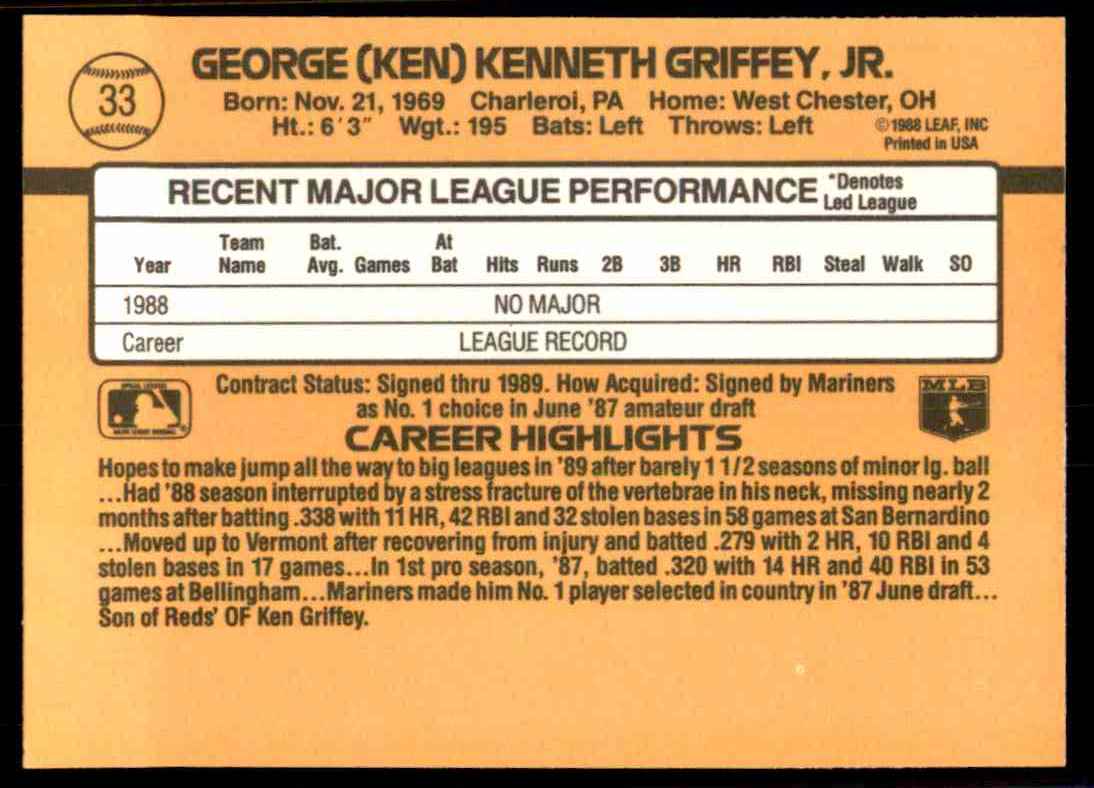 33
GEORGE (KEN) KENNETH GRIFFEY, JR.
Born: Nov. 21, 1969 Charleroi, PA Home: West Chester, OH
Ht.: 6'3" Wgt.: 195 Bats: Left Throws: Left
©1988 LEAF, INC
Printed in USA
RECENT MAJOR LEAGUE PERFORMANCE *Denotes
Led League
Year Team Name Bat. Avg. Games At Bat Hits Runs 2B 3B HR RBI Steal Walk SO
1988 NO MAJOR
Career LEAGUE RECORD
Contract Status: Signed thru 1989. How Acquired: Signed by Mariners
as No. 1 choice in June '87 amateur draft
MLB
CAREER HIGHLIGHTS
Hopes to make jump all the way to big leagues in '89 after barely 1 1/2 seasons of minor lg. ball
...Had '88 season interrupted by a stress fracture of the vertebrae in his neck, missing nearly 2
months after batting .338 with 11 HR, 42 RBI and 32 stolen bases in 58 games at San Bernardino
...Moved up to Vermont after recovering from injury and batted .279 with 2 HR, 10 RBI and 4
stolen bases in 17 games...In 1st pro season, '87, batted .320 with 14 HR and 40 RBI in 53
games at Bellingham...Mariners made him No. 1 player selected in country in '87 June draft...
Son of Reds' OF Ken Griffey.